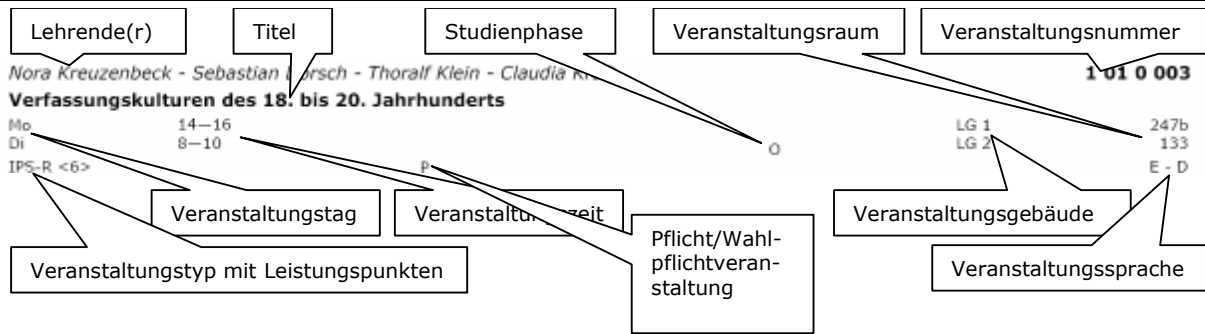 Lehrende(r) Titel Studienphase Veranstaltungsraum Veranstaltungsnummer
Nora Kreuzenbeck - Sebastian - Thoralf Klein - Claudia 1 01 0 003
Verfassungskulturen des 18. bis 20. Jahrhunderts
Mo 14—16 LG 1 247b
Di 8—10 O LG 2 133
IPS-R <6> P E - D
Veranstaltungstag Veranstaltungszeit Veranstaltungsgebäude
Pflicht/Wahl-
pflichtveran-
staltung
Veranstaltungstyp mit Leistungspunkten Veranstaltungssprache